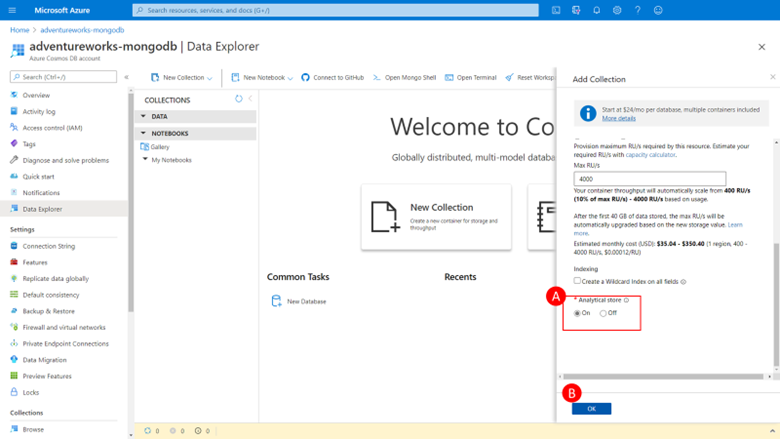 Microsoft Azure
Search resources, services, and docs (G+/)
Home > adventureworks-mongodb
adventureworks-mongodb | Data Explorer
Azure Cosmos DB account
Search (Ctrl+/)
Overview
Activity log
Access control (IAM)
Tags
Diagnose and solve problems
Quick start
Notifications
Data Explorer
Settings
Connection String
Features
Replicate data globally
Default consistency
Backup & Restore
Firewall and virtual networks
Private Endpoint Connections
Data Migration
Preview Features
Locks
Collections
Browse
New Collection
New Notebook
Connect to GitHub
Open Mongo Shell
Open Terminal
Reset Worksp
COLLECTIONS
DATA
NOTEBOOKS
Gallery
My Notebooks
Welcome to Co
Globally distributed, multi-model databa
New Collection
Create a new container for storage and
throughput
Common Tasks
Recents
New Database
0 0 0
Add Collection
Start at $24/mo per database, multiple containers included
More details
Provision maximum RU/s required by this resource. Estimate your
required RU/s with capacity calculator.
Max RU/s
4000
Your container throughput will automatically scale from 400 RU/s
(10% of max RU/s) - 4000 RU/s based on usage.
After the first 40 GB of data stored, the max RU/s will be
automatically upgraded based on the new storage value. Learn
more.
Estimated monthly cost (USD): $35.04 - $350.40 (1 region, 400 -
4000 RU/s, $0.00012/RU)
Indexing
Create a Wildcard Index on all fields
A
* Analytical store
On Off
B
OK